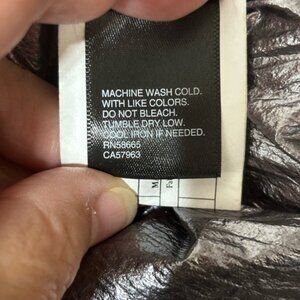 MACHINE WASH COLD.
WITH LIKE COLORS.
DO NOT BLEACH.
TUMBLE DRY LOW.
COOL IRON IF NEEDED.
RN58665
CA57963